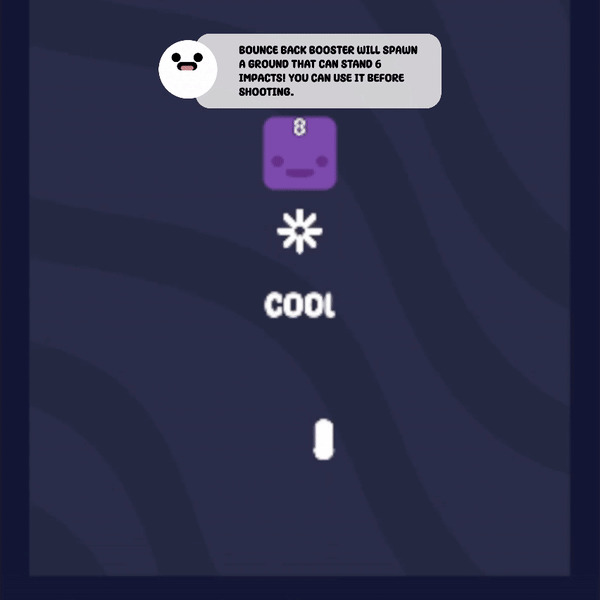 BOUNCE BACK BOOSTER WILL SPAWN
A GROUND THAT CAN STAND 6
IMPACTS! YOU CAN USE IT BEFORE
SHOOTING.
8
COOL